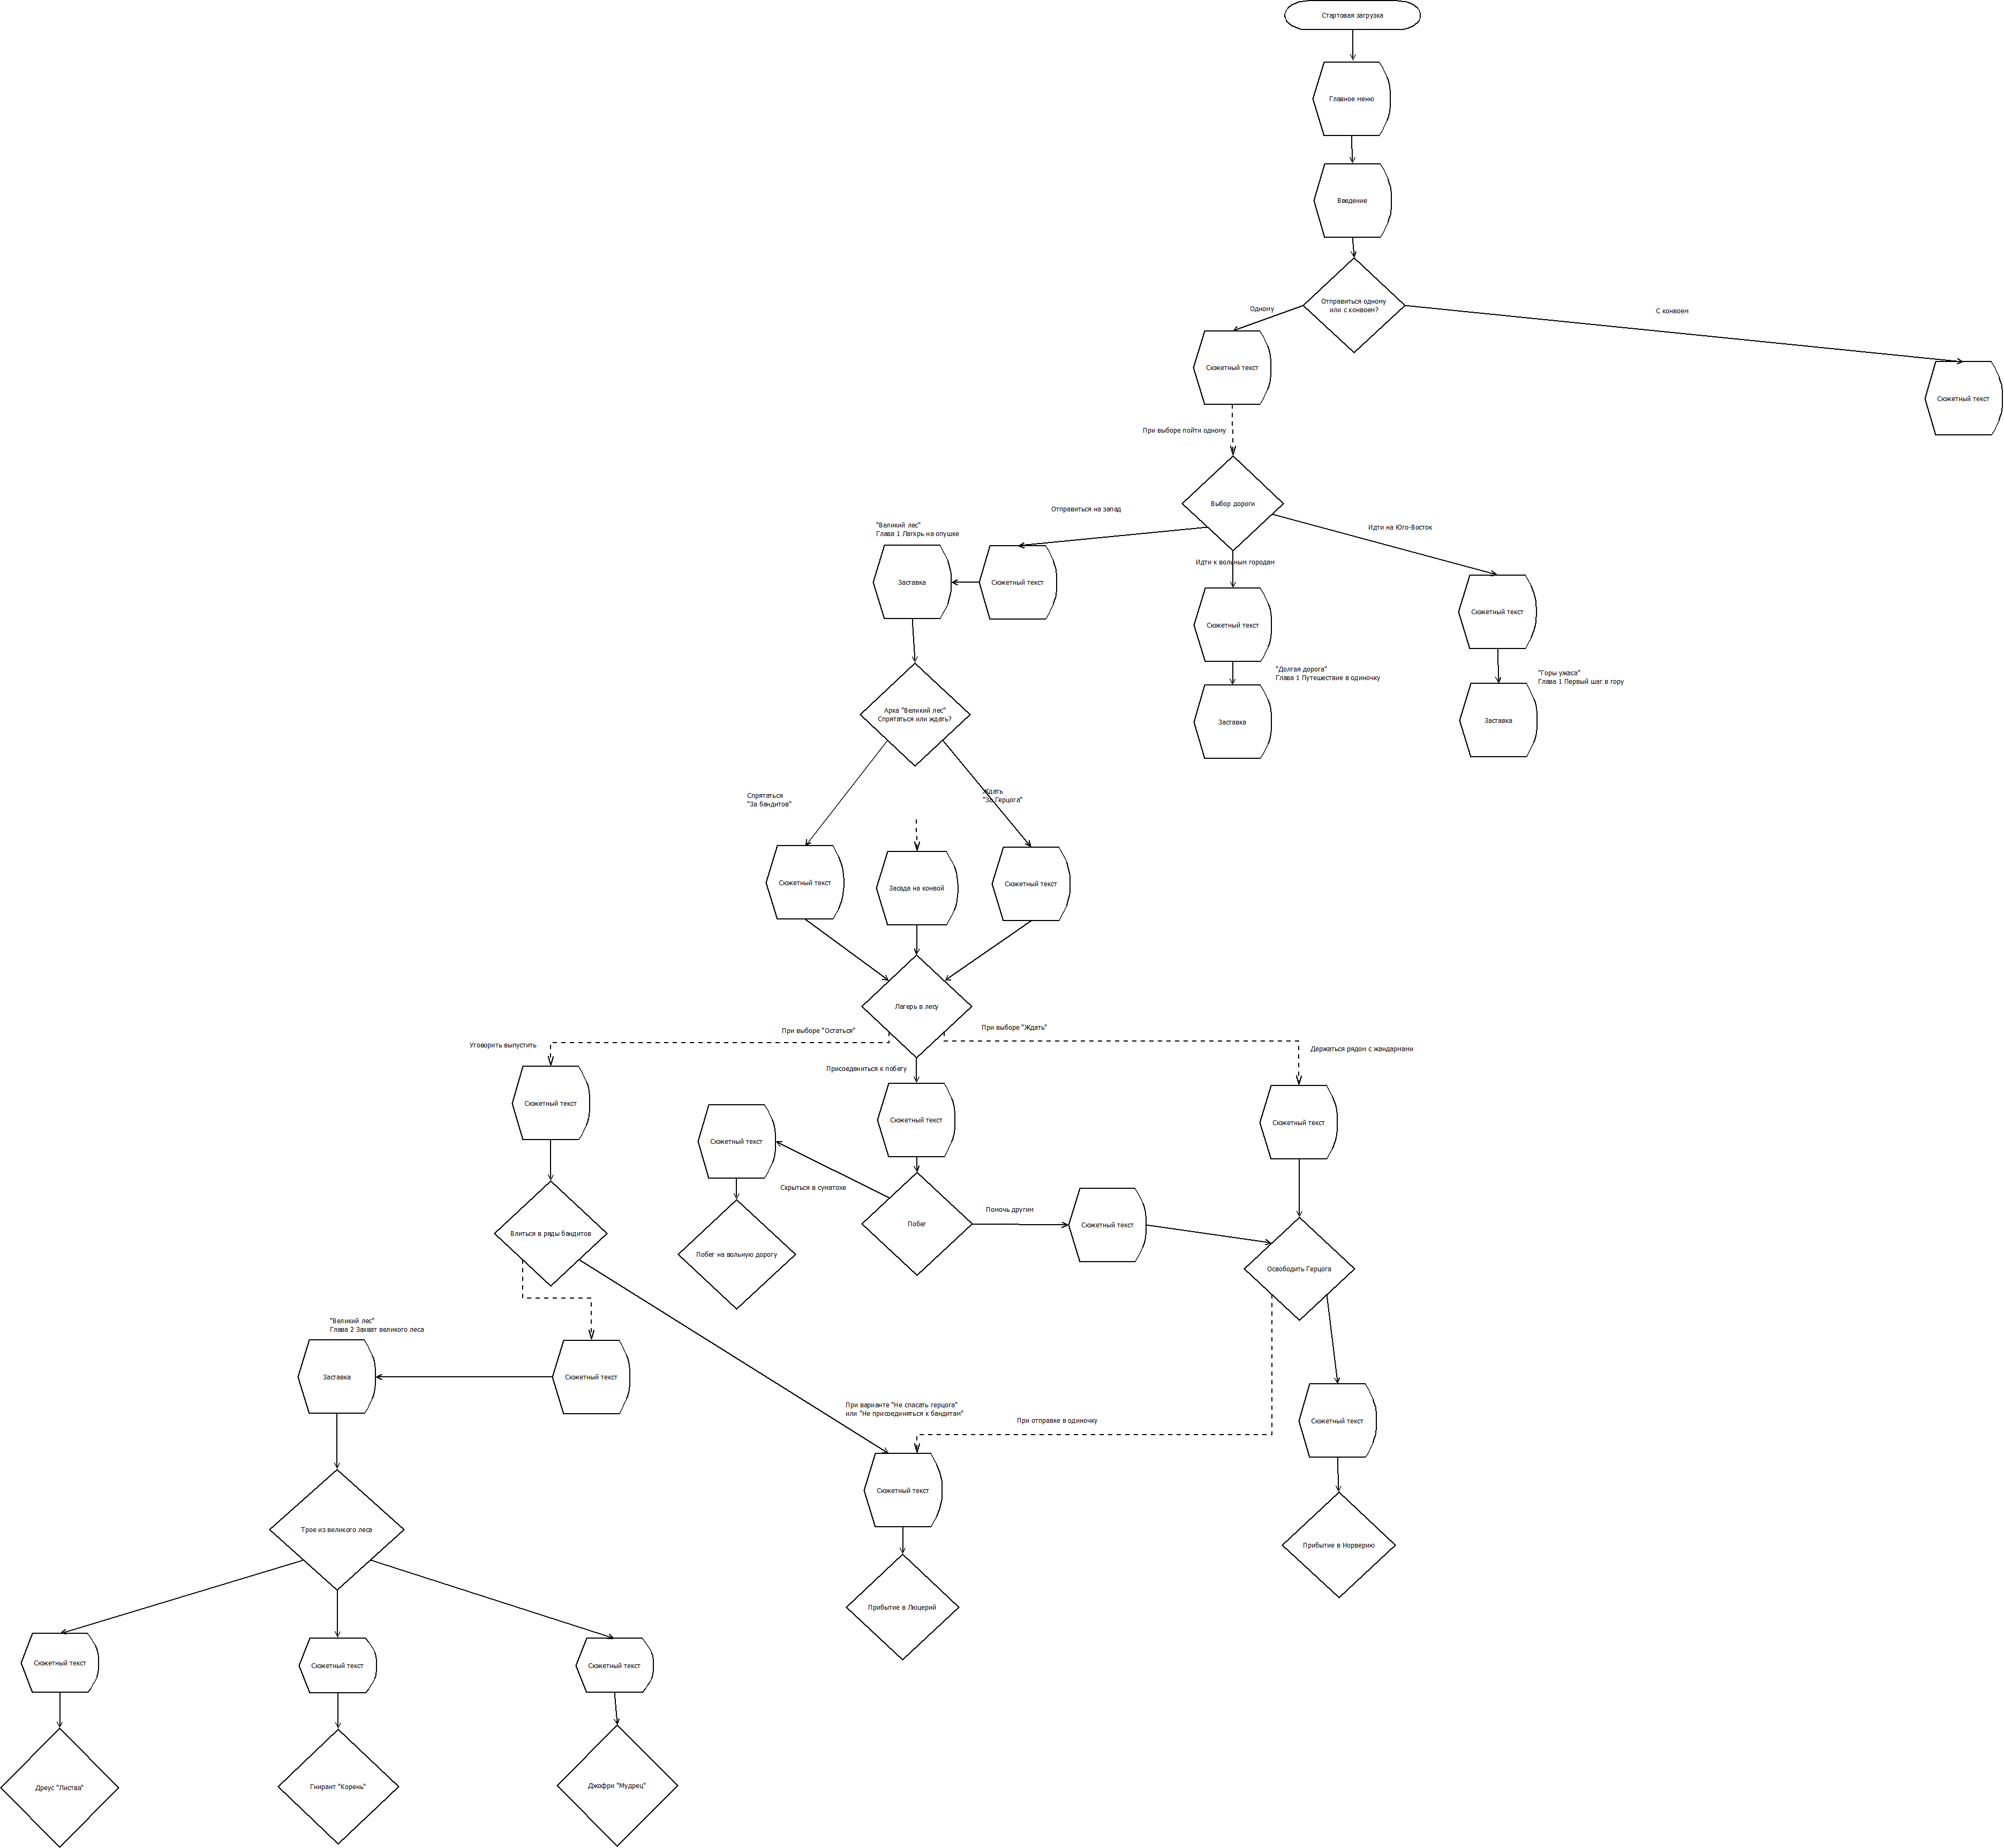 Стартовая загрузка
Главное меню
Введение
Отправиться одному
или с конвоем?
Одному
С конвоем
Сюжетный текст
Сюжетный текст
При выборе пойти одному
Выбор дороги
Отправиться на запад
Идти на Юго-Восток
"Великий лес"
Глава 1 Лагкрь на опушке
Идти к вольным городам
Заставка
Сюжетный текст
Сюжетный текст
Сюжетный текст
"Долгая дорога"
Глава 1 Путешествие в одиночку
"Горы ужаса"
Глава 1 Первый шаг в гору
Арка "Великий лес"
Спрятаться или ждать?
Заставка
Заставка
Спрятаться
"За бандитов"
Ждать
"За Герцога"
Сюжетный текст
Засада на конвой
Сюжетный текст
Лагерь в лесу
При выборе "Остаться"
При выборе "Ждать"
Уговорить выпустить
Держаться рядом с жандармами
Присоедениться к побегу
Сюжетный текст
Сюжетный текст
Сюжетный текст
Сюжетный текст
Скрыться в суматохе
Помочь другим
Влиться в ряды бандитов
Побег на вольную дорогу
Побег
Сюжетный текст
Освободить Герцога
"Великий лес"
Глава 2 Захват великого леса
Заставка
Сюжетный текст
При варианте "Не спасать герцога"
или "Не присоединяться к бандитам"
При отправке в одиночку
Сюжетный текст
Сюжетный текст
Трое из великого леса
Прибытие в Люцерий
Прибытие в Норверию
Сюжетный текст
Сюжетный текст
Сюжетный текст
Дреус "Листва"
Гнирант "Корень"
Джофри "Мудрец"